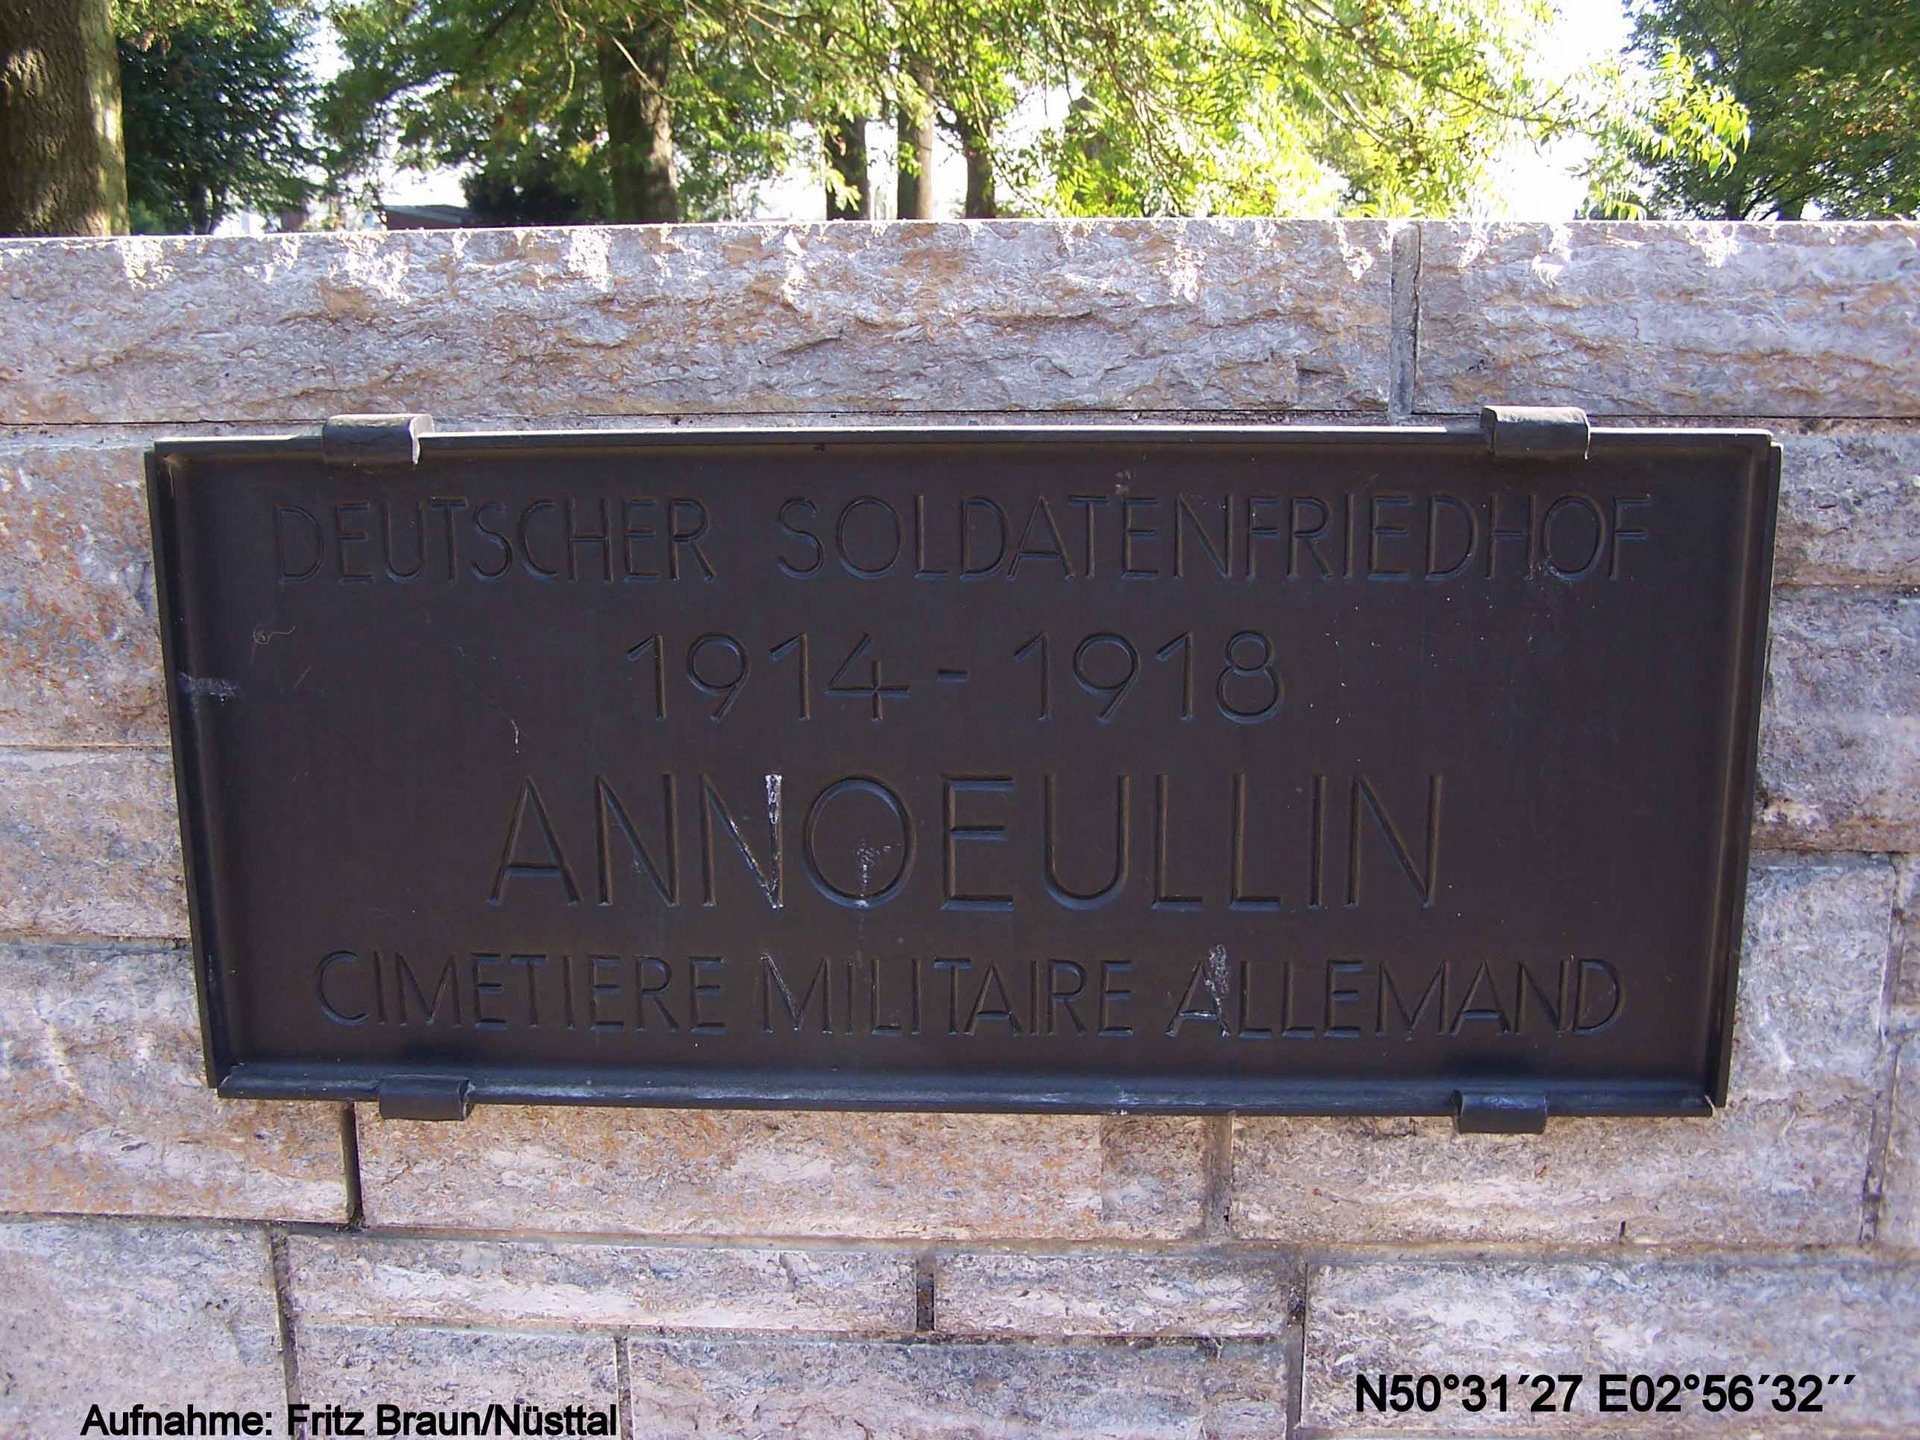 DEUTSCHER SOLDATENFRIEDHOF
1914 - 1918
ANNOEULLIN
CIMETIERE MILITAIRE ALLEMAND
N50°31´27 E02°56´32´´
Aufnahme: Fritz Braun/Nüsttal